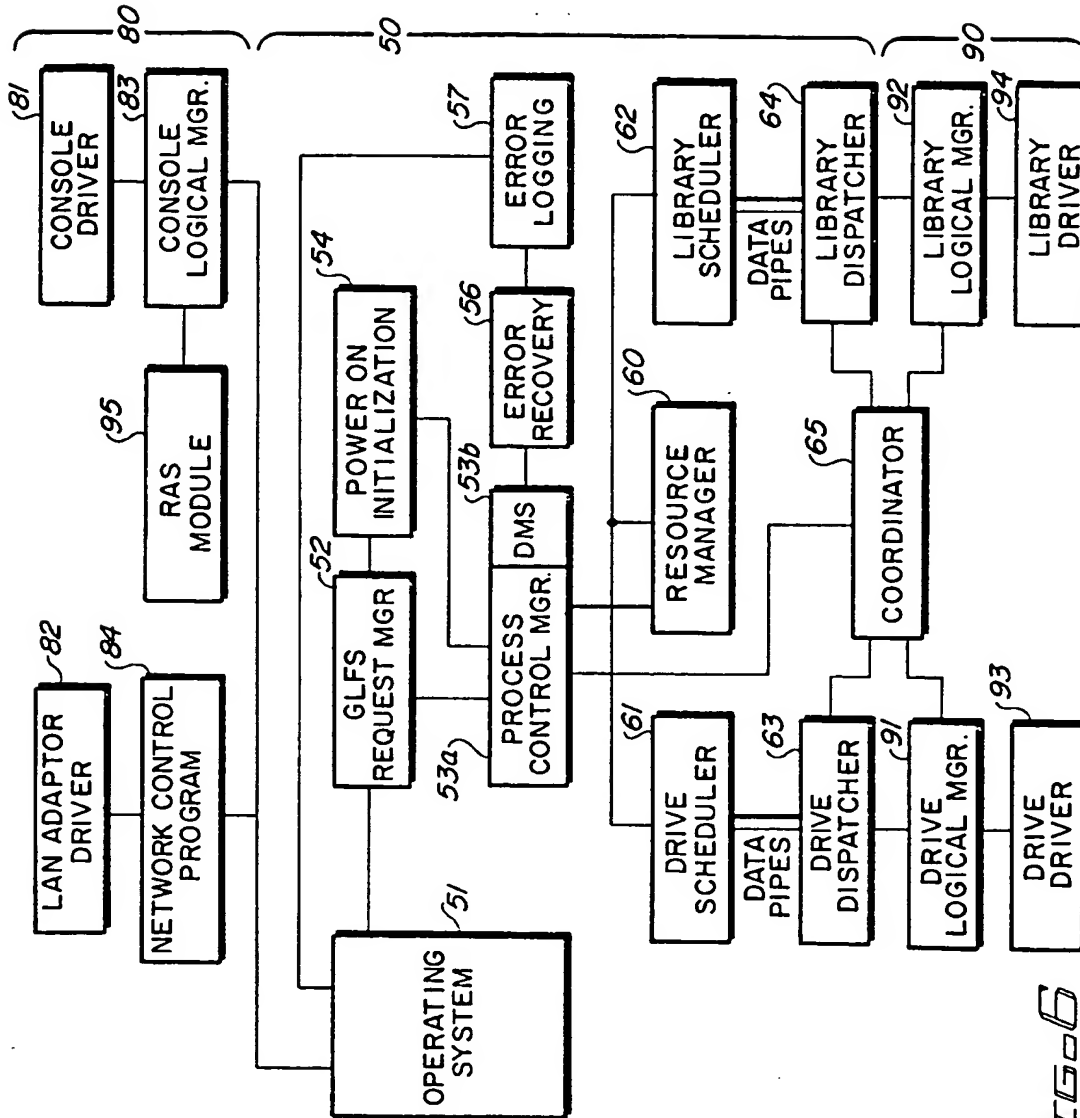 LAN ADAPTOR
DRIVER
82
NETWORK CONTROL
PROGRAM
84
RAS
MODULE
95
CONSOLE
DRIVER
81
CONSOLE
LOGICAL MGR.
83
80
OPERATING
SYSTEM
51
GLFS
REQUEST MGR
52
POWER ON
INITIALIZATION
54
53a
PROCESS
CONTROL MGR.
DMS
53b
ERROR
RECOVERY
56
ERROR
LOGGING
57
50
DRIVE
SCHEDULER
61
RESOURCE
MANAGER
60
LIBRARY
SCHEDULER
62
DATA
PIPES
DATA
PIPES
DRIVE
DISPATCHER
63
COORDINATOR
65
LIBRARY
DISPATCHER
64
DRIVE
LOGICAL MGR.
91
LIBRARY
LOGICAL MGR.
92
DRIVE
DRIVER
93
LIBRARY
DRIVER
94
90